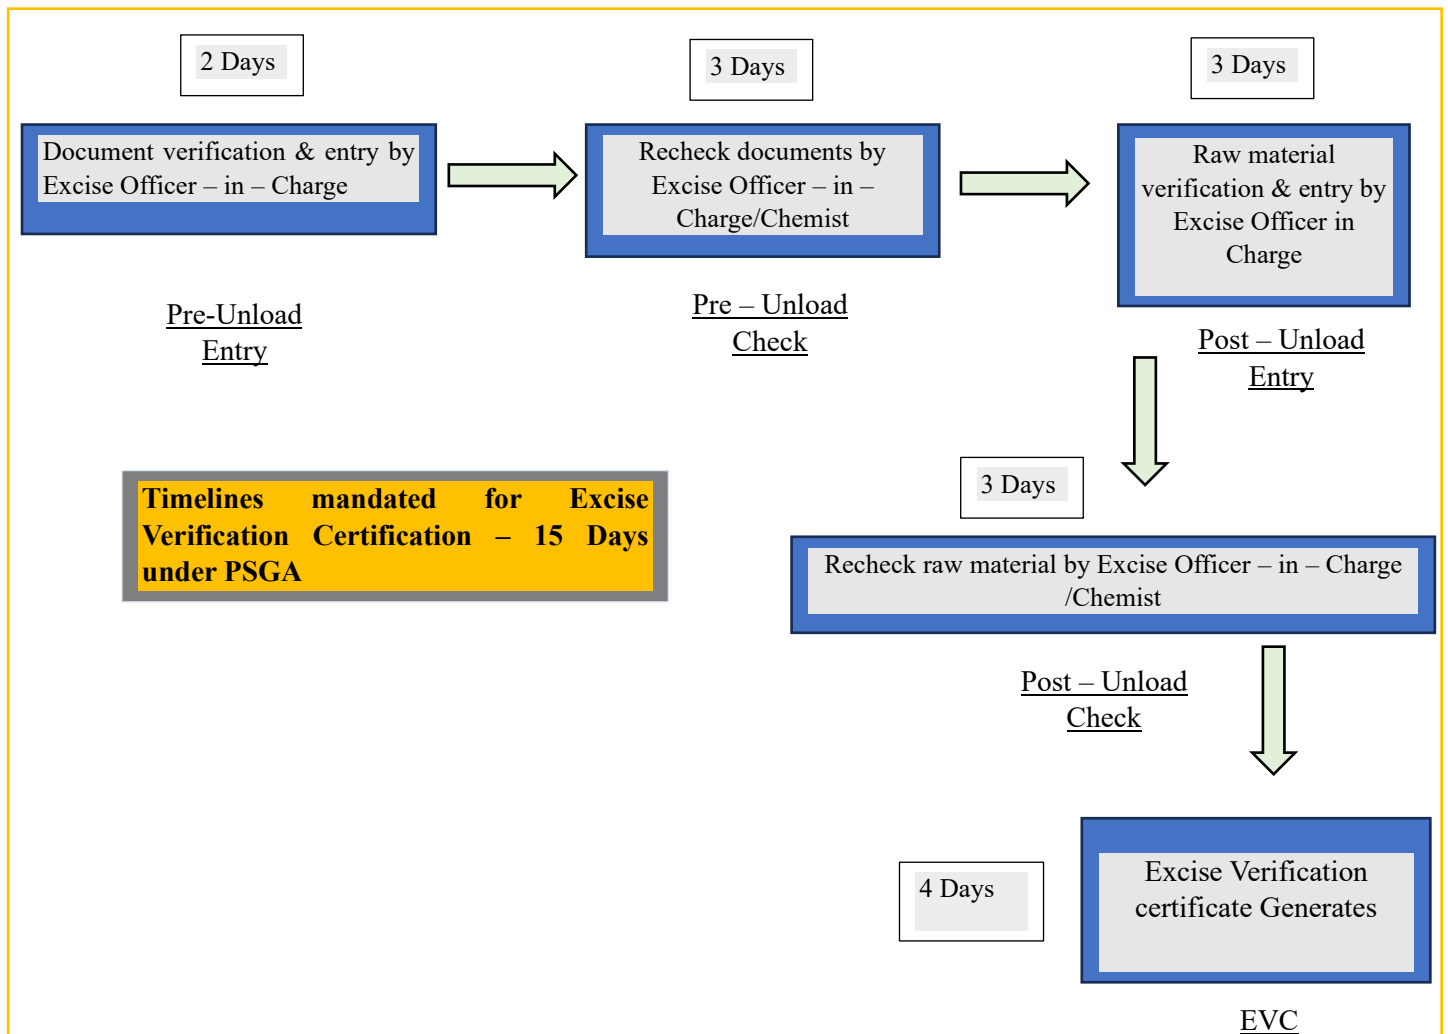 2 Days
3 Days
3 Days
Document verification & entry by
Excise Officer – in – Charge
Recheck documents by
Excise Officer – in –
Charge/Chemist
Raw material
verification & entry by
Excise Officer in
Charge
Pre-Unload
Entry
Pre – Unload
Check
Post – Unload
Entry
Timelines mandated for Excise
Verification Certification – 15 Days
under PSGA
3 Days
Recheck raw material by Excise Officer – in – Charge
/Chemist
Post – Unload
Check
4 Days
Excise Verification
certificate Generates
EVC